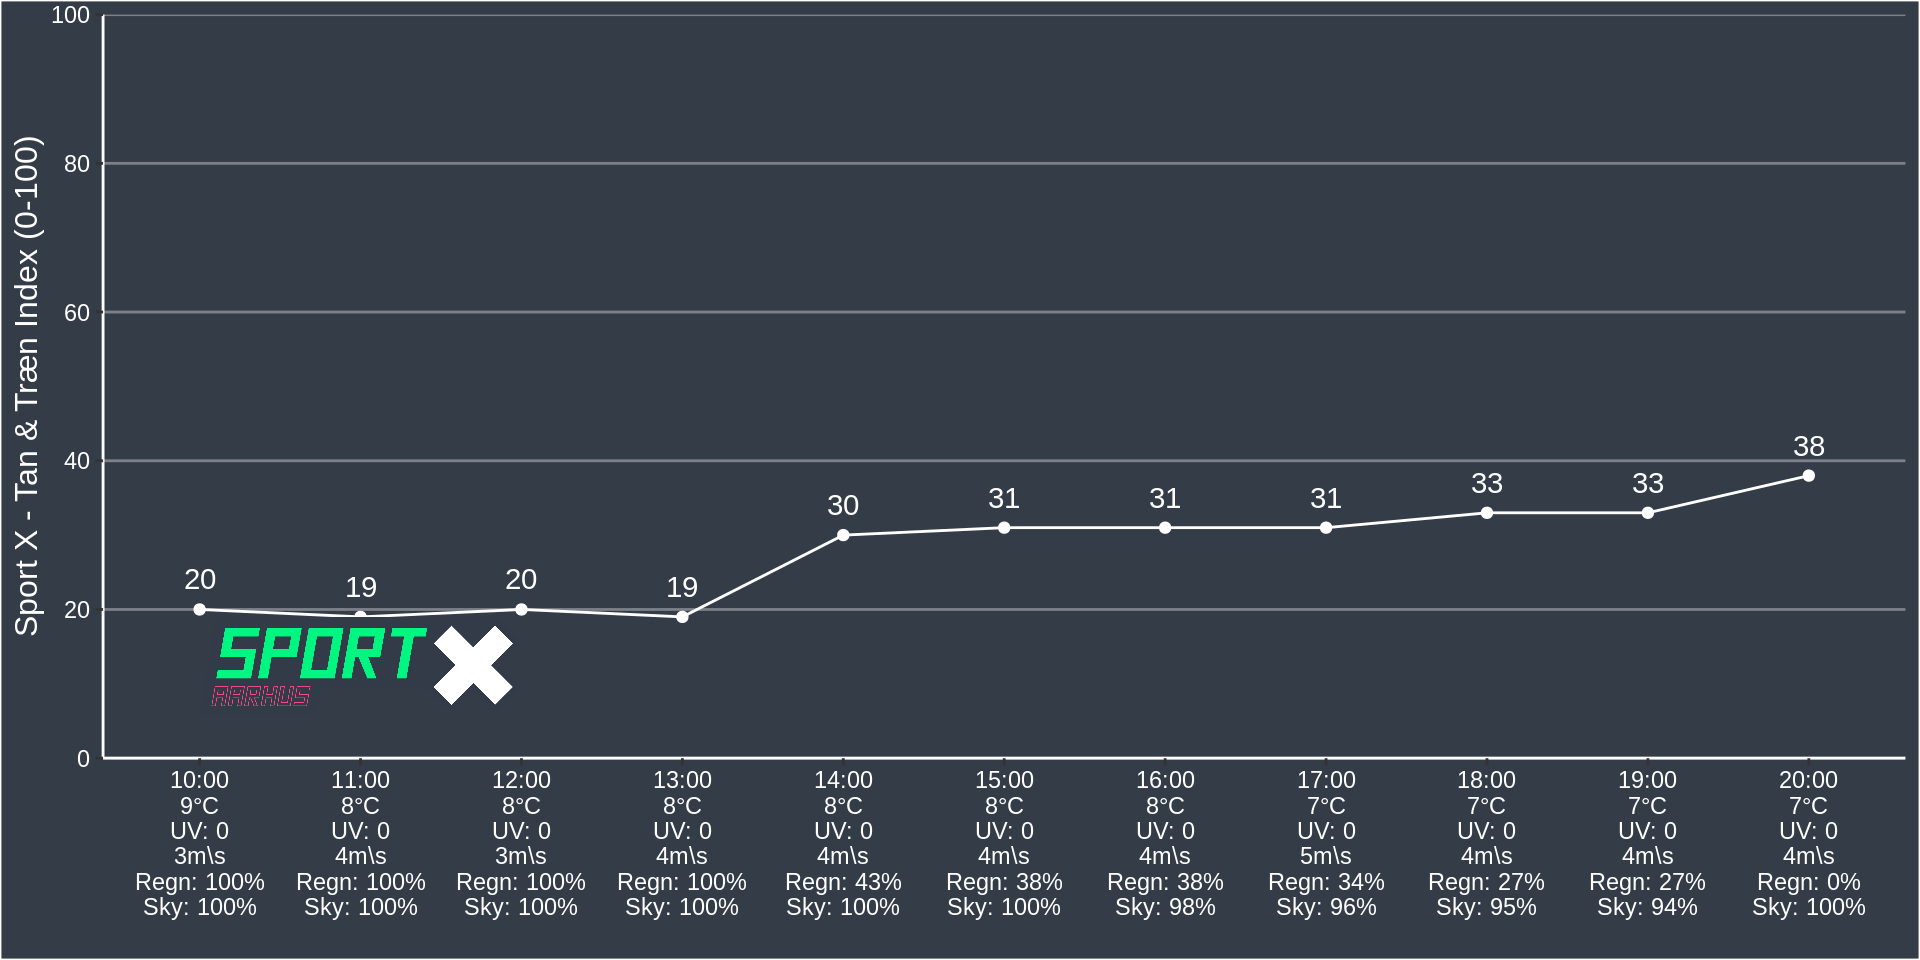 Sport X - Tan & Træn Index (0-100)
100
80
60
40
20
0
20
19
20
19
30
31
31
31
33
33
38
SPORT X
AARHUS
10:00 11:00 12:00 13:00 14:00 15:00 16:00 17:00 18:00 19:00 20:00
9°C 8°C 8°C 8°C 8°C 8°C 8°C 7°C 7°C 7°C 7°C
UV: 0 UV: 0 UV: 0 UV: 0 UV: 0 UV: 0 UV: 0 UV: 0 UV: 0 UV: 0 UV: 0
3m\s 4m\s 3m\s 4m\s 4m\s 4m\s 4m\s 5m\s 4m\s 4m\s 4m\s
Regn: 100% Regn: 100% Regn: 100% Regn: 100% Regn: 43% Regn: 38% Regn: 38% Regn: 34% Regn: 27% Regn: 27% Regn: 0%
Sky: 100% Sky: 100% Sky: 100% Sky: 100% Sky: 100% Sky: 100% Sky: 98% Sky: 96% Sky: 95% Sky: 94% Sky: 100%